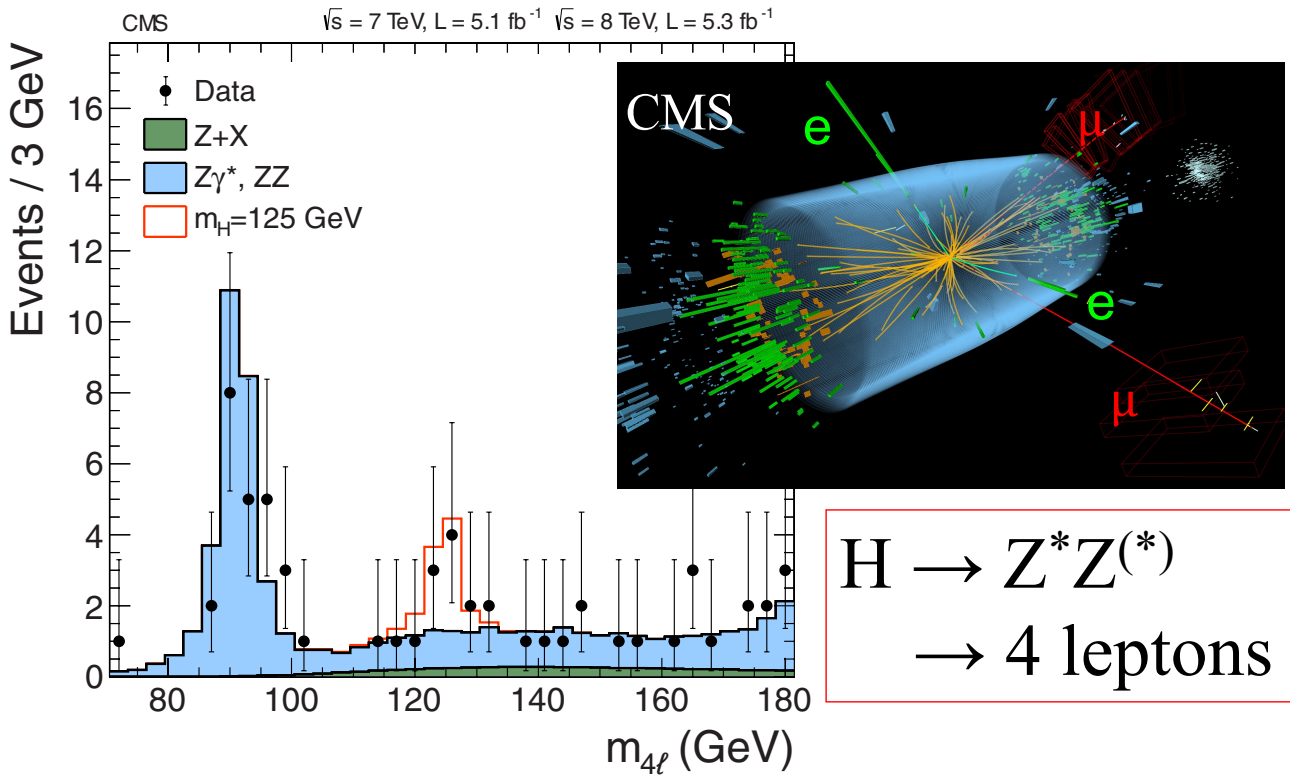 CMS
√s = 7 TeV, L = 5.1 fb⁻¹ √s = 8 TeV, L = 5.3 fb⁻¹
Events / 3 GeV
16
14
12
10
8
6
4
2
0
Data
Z+X
Zγ*, ZZ
m_H=125 GeV
80
100
120
140
160
180
m_4ℓ (GeV)
CMS
e
μ
e
μ
H → Z*Z(*)
→ 4 leptons